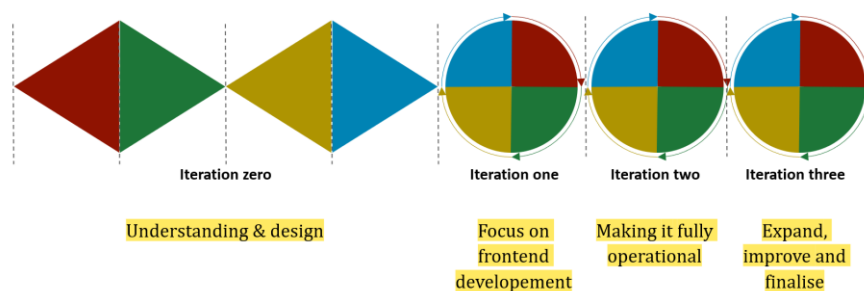 Iteration zero
Iteration one
Iteration two
Iteration three
Understanding & design
Focus on
frontend
developement
Making it fully
operational
Expand,
improve and
finalise